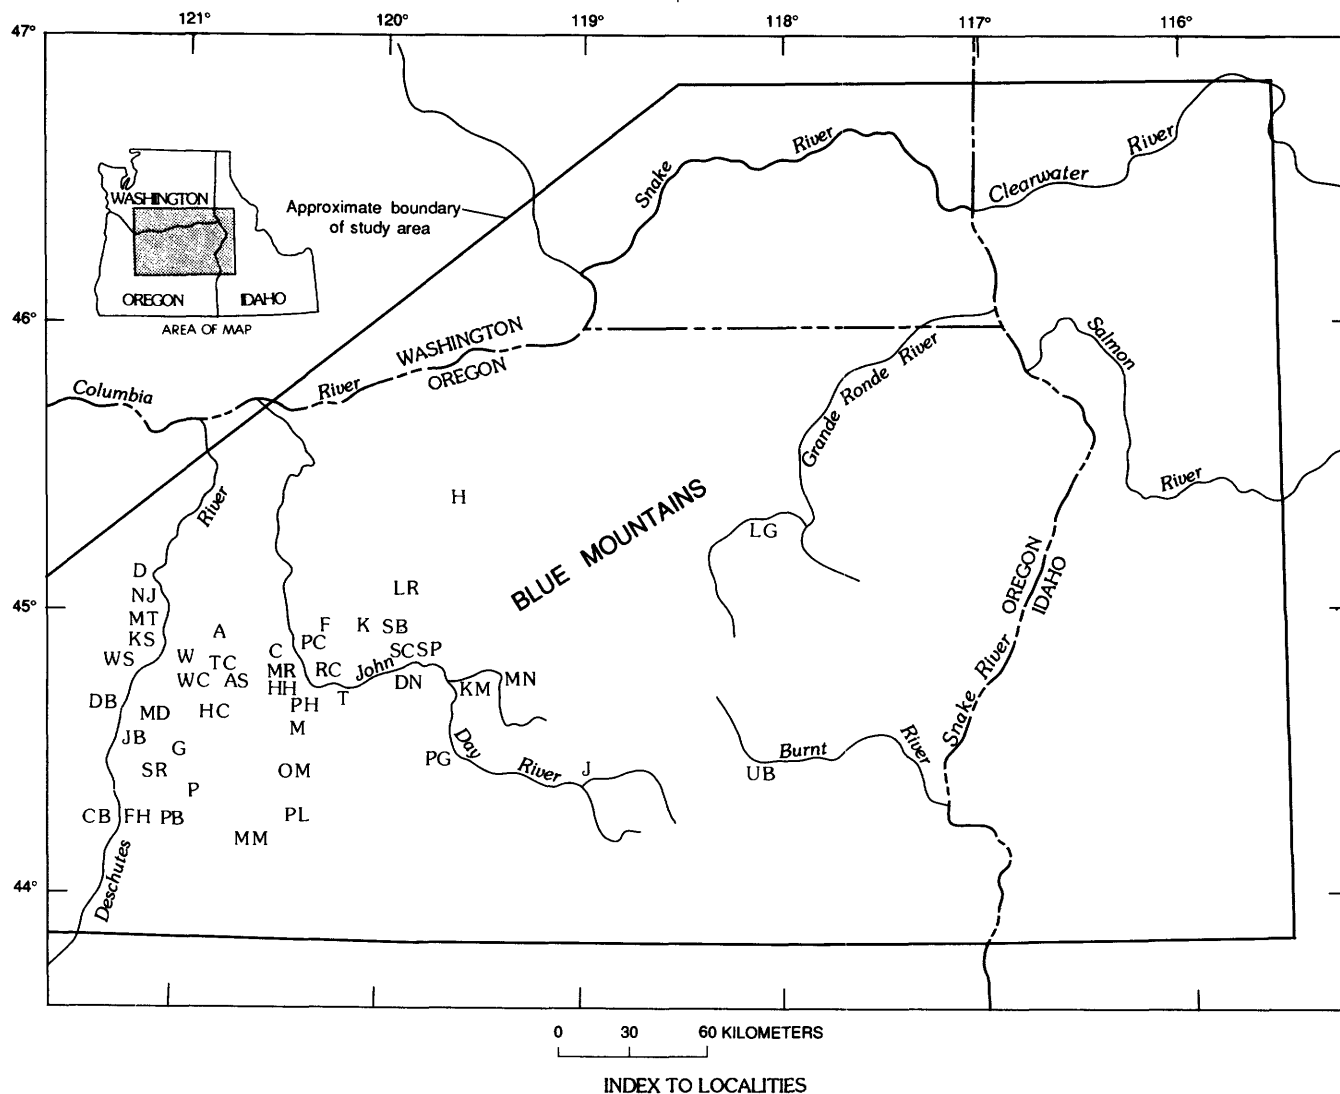 121° 120° 119° 118° 117° 116°
47°
River
Snake
River
Clearwater
WASHINGTON
Approximate boundary
of study area
OREGON IDAHO
AREA OF MAP
46°
WASHINGTON
OREGON
Salmon
Columbia
River
Grande Ronde River
River
River
H
BLUE MOUNTAINS
LG
OREGON
IDAHO
D
NJ
LR
45°
MT
KS
A
F
K
SB
PC
WS
W
TC
C
SCSP
WC
AS
MR
RC
John
HH
T
DN
KM
MN
DB
MD
HC
PH
M
JB
G
Day
River
PG
J
Burnt
River
UB
Snake River
SR
P
OM
CB
FH
PB
PL
MM
44°
Deschutes
0 30 60 KILOMETERS
INDEX TO LOCALITIES